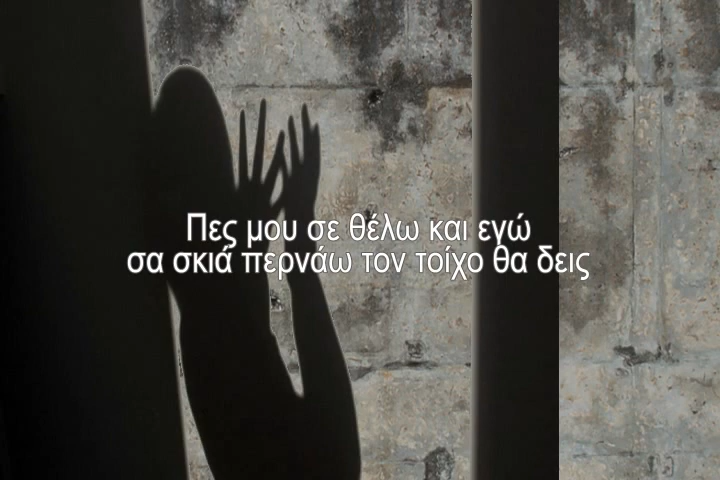 Πες μου σε θέλω και εγώ
σα σκιά περνάω τον τοίχο θα δεις